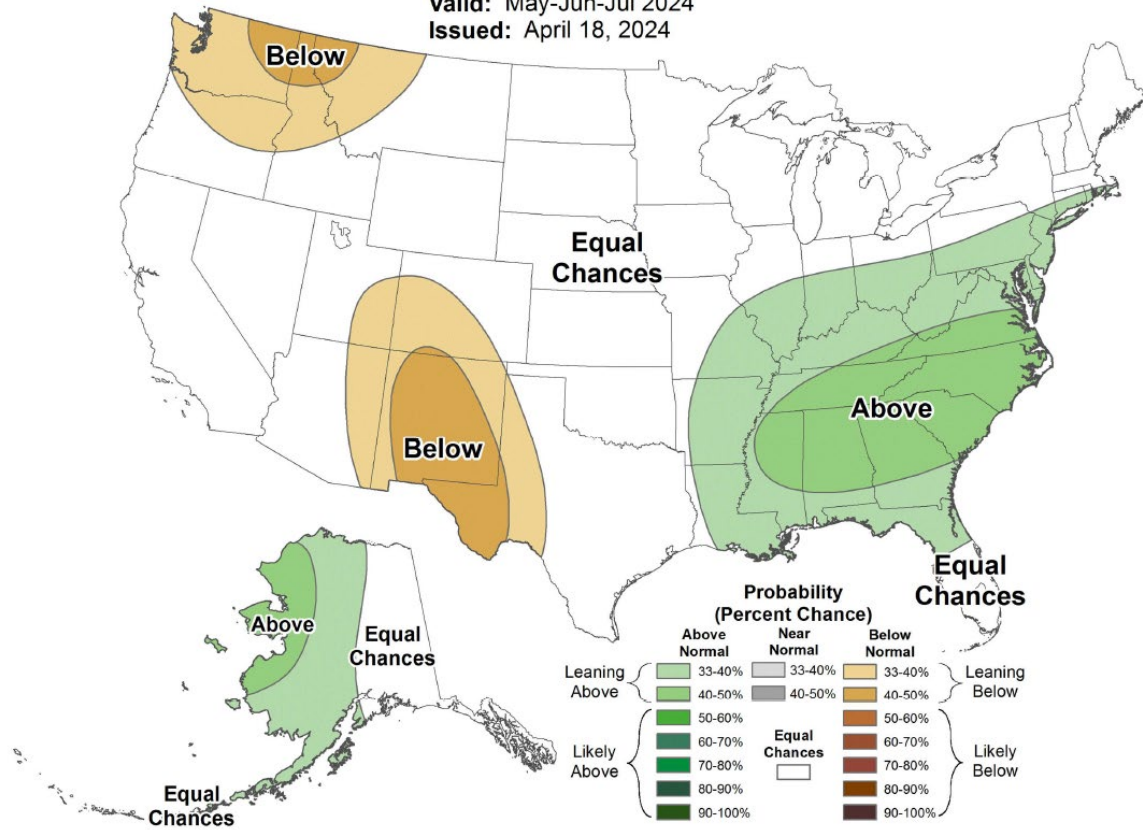 Valid: May-Jun-Jul 2024
Issued: April 18, 2024
Below
Equal
Chances
Below
Above
Equal
Chances
Above
Equal
Chances
Equal
Chances
Probability
(Percent Chance)
Above
Normal
Near
Normal
Below
Normal
Leaning
Above
33-40% 33-40% 33-40%
40-50% 40-50% 40-50%
Leaning
Below
Likely
Above
50-60% 50-60%
60-70% 60-70%
70-80% 70-80%
80-90% 80-90%
90-100% 90-100%
Equal
Chances
Likely
Below